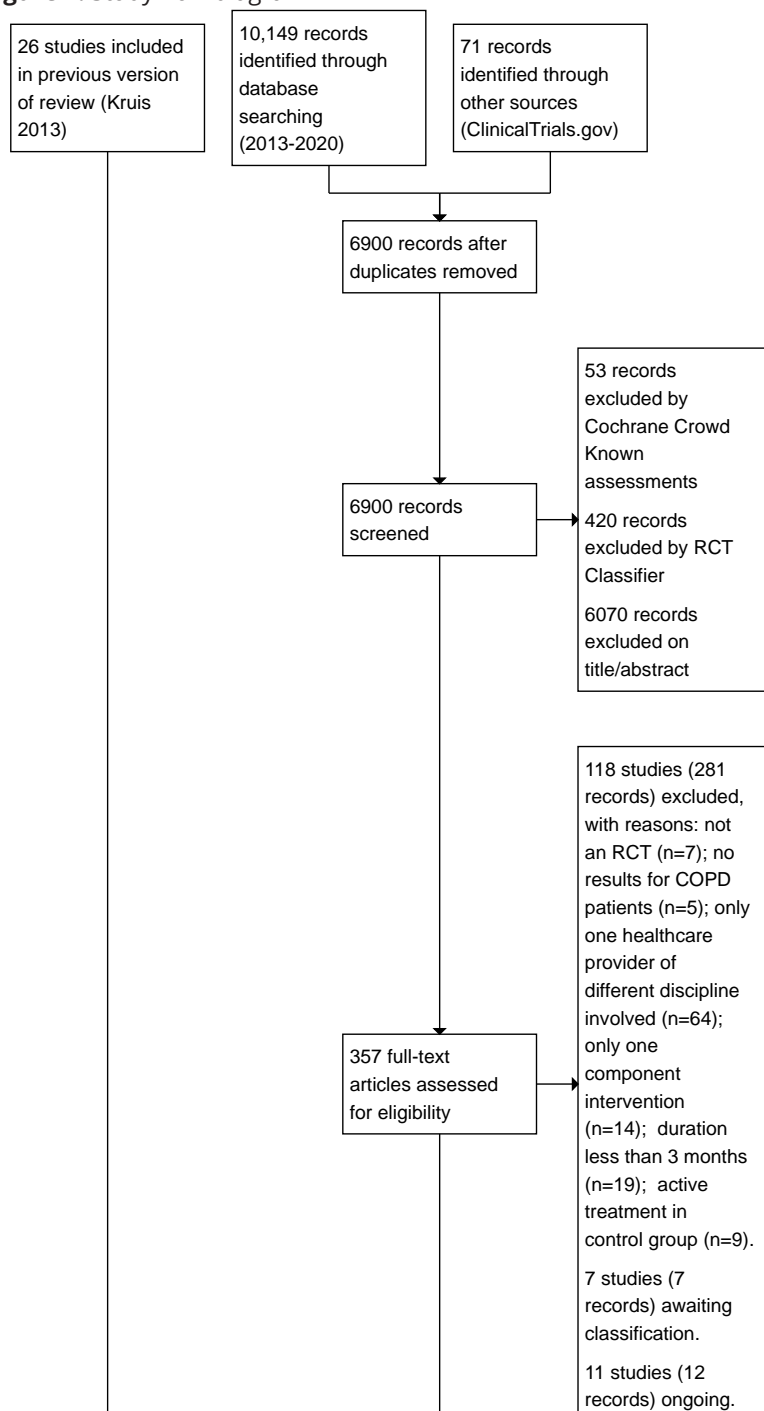 26 studies included
in previous version
of review (Kruis
2013)
10,149 records
identified through
database
searching
(2013-2020)
71 records
identified through
other sources
(ClinicalTrials.gov)
6900 records after
duplicates removed
6900 records
screened
53 records
excluded by
Cochrane Crowd
Known
assessments
420 records
excluded by RCT
Classifier
6070 records
excluded on
title/abstract
357 full-text
articles assessed
for eligibility
118 studies (281
records) excluded,
with reasons: not
an RCT (n=7); no
results for COPD
patients (n=5); only
one healthcare
provider of
different discipline
involved (n=64);
only one
component
intervention
(n=14);  duration
less than 3 months
(n=19);  active
treatment in
control group (n=9).
7 studies (7
records) awaiting
classification.
11 studies (12
records) ongoing.